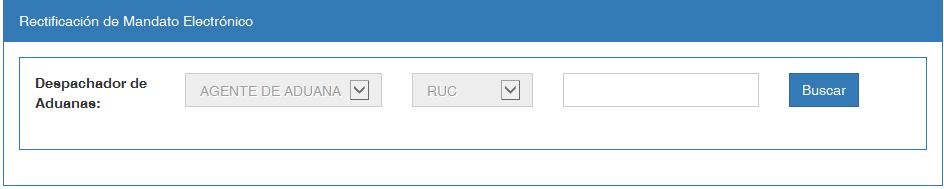 Rectificación de Mandato Electrónico
Despachador de
Aduanas:
AGENTE DE ADUANA
RUC
Buscar